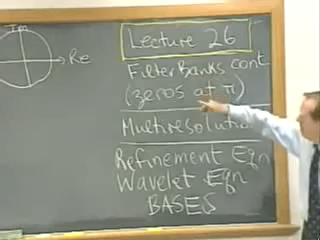 Im
Re
Lecture 26
Filter Banks cont
(zeros at π)
Multiresolution
Refinement Eqn
Wavelet Eqn
BASES